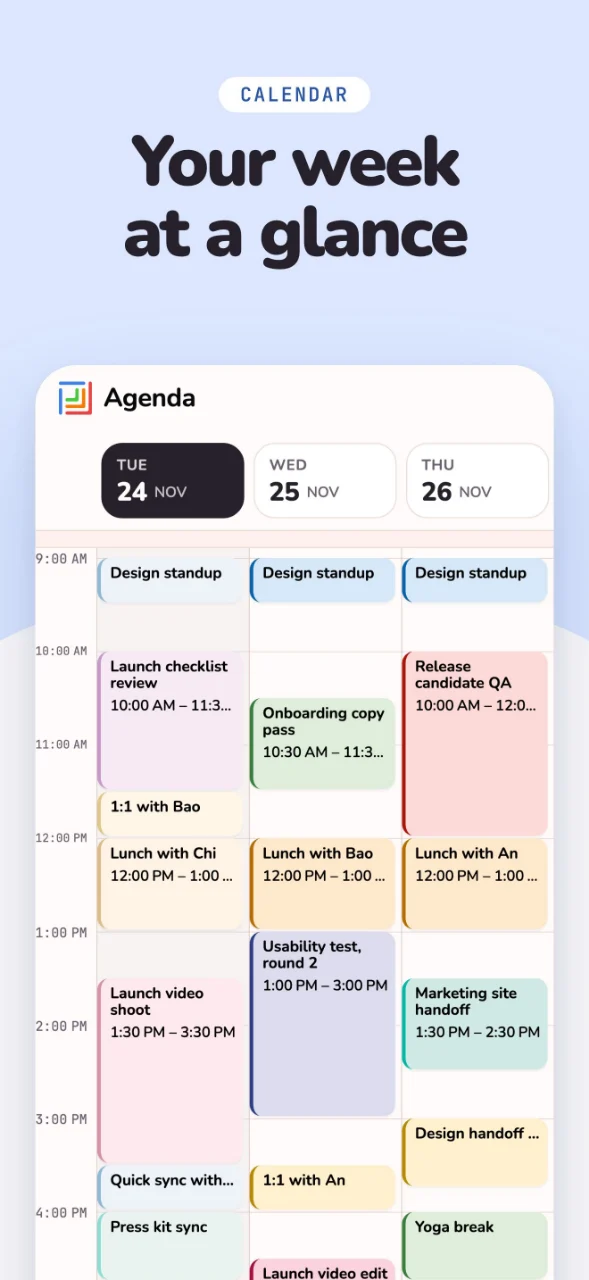 CALENDAR
Your week
at a glance
Agenda
TUE
24 NOV
WED
25 NOV
THU
26 NOV
9:00 AM
Design standup
Design standup
Design standup
10:00 AM
Launch checklist
review
10:00 AM – 11:3...
Release
candidate QA
10:00 AM – 12:0...
Onboarding copy
pass
10:30 AM – 11:3...
11:00 AM
1:1 with Bao
12:00 PM
Lunch with Chi
12:00 PM – 1:00 ...
Lunch with Bao
12:00 PM – 1:00 ...
Lunch with An
12:00 PM – 1:00 ...
1:00 PM
Usability test,
round 2
1:00 PM – 3:00 PM
Launch video
shoot
1:30 PM – 3:30 PM
Marketing site
handoff
1:30 PM – 2:30 PM
2:00 PM
3:00 PM
Design handoff ...
Quick sync with...
1:1 with An
4:00 PM
Press kit sync
Yoga break
Launch video edit